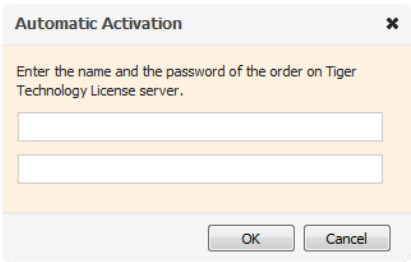 Automatic Activation
Enter the name and the password of the order on Tiger
Technology License server.
OK Cancel